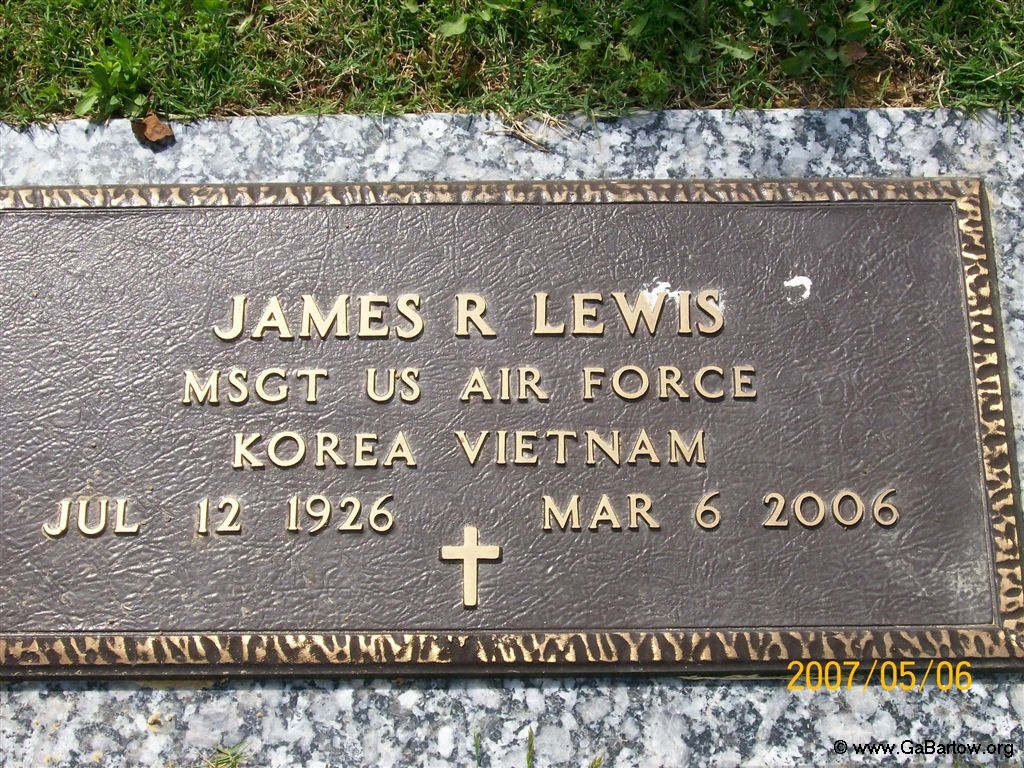 JAMES R LEWIS
MSGT US AIR FORCE
KOREA VIETNAM
JUL 12 1926 MAR 6 2006
2007/05/06
© www.GaBartow.org